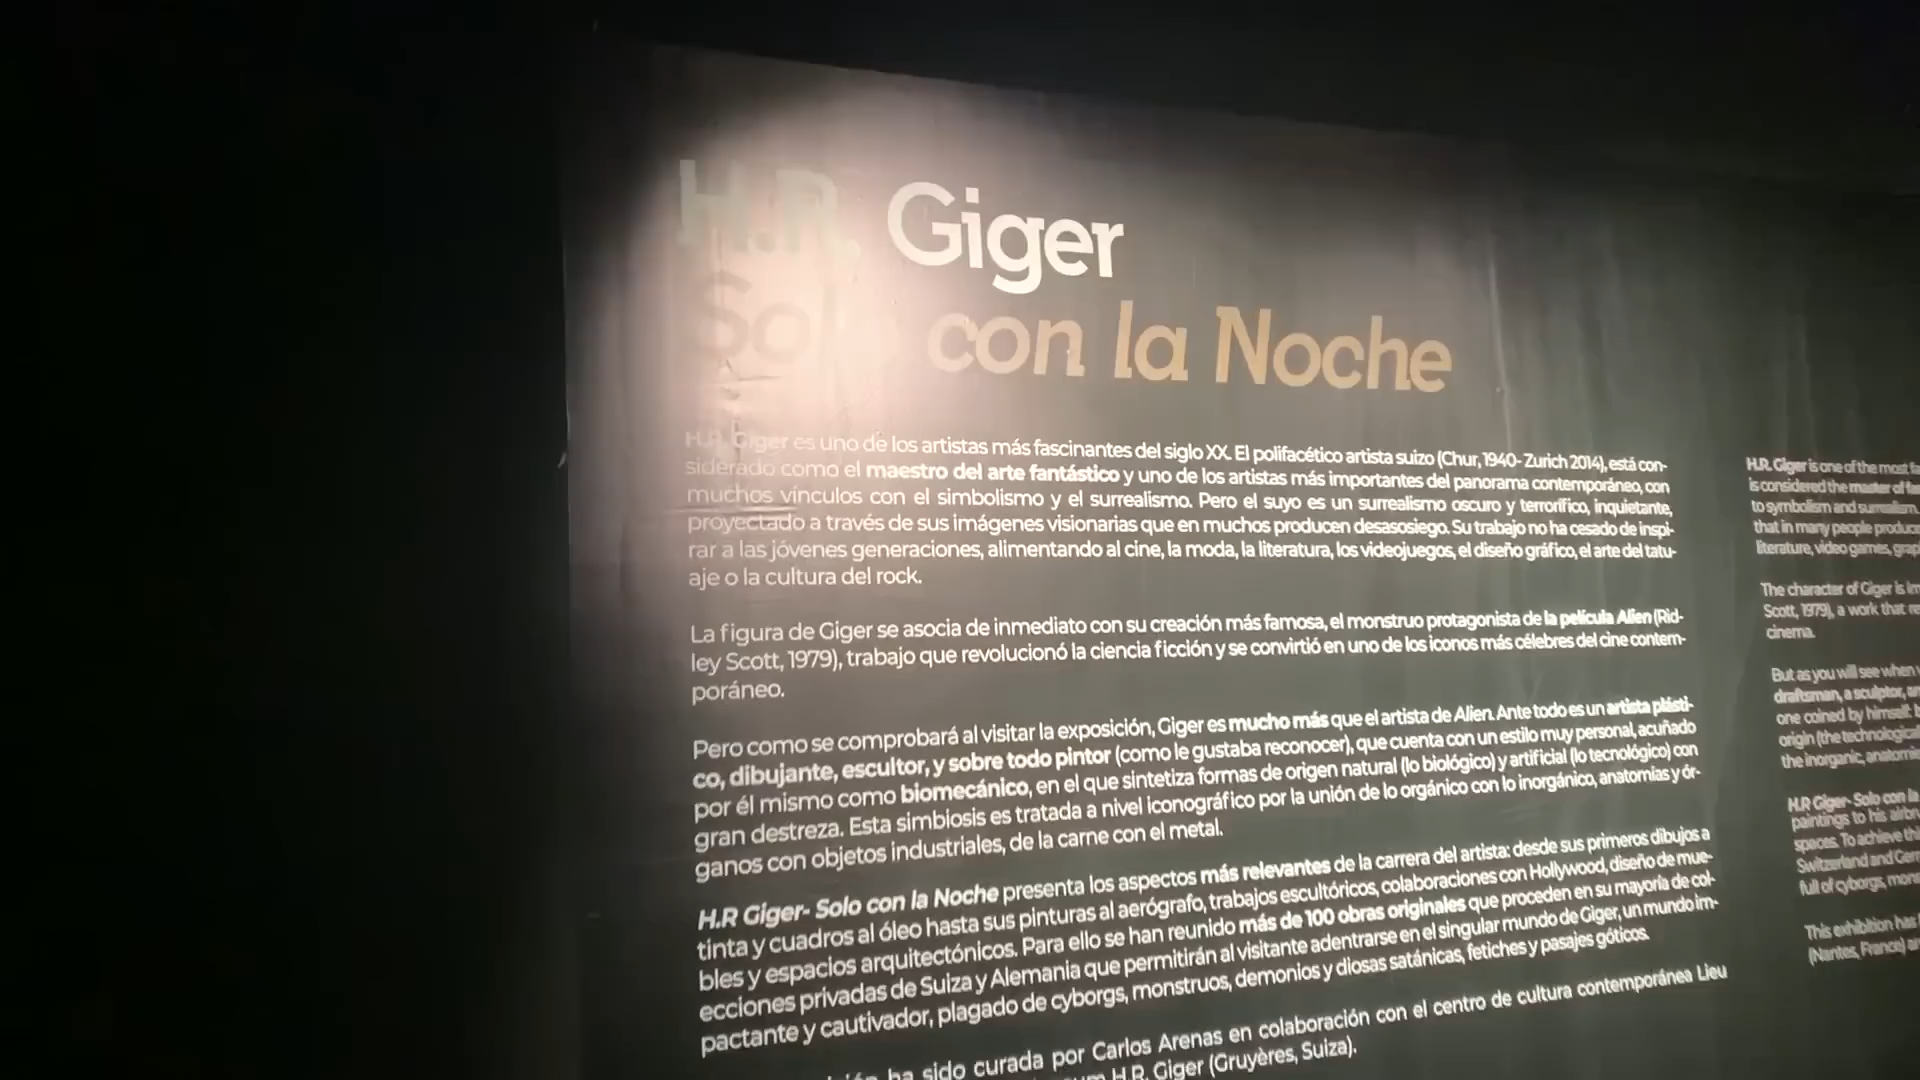 H.R. Giger
Solo con la Noche
H.R. Giger es uno de los artistas más fascinantes del siglo XX. El polifacético artista suizo (Chur, 1940- Zurich 2014), está con-
siderado como el maestro del arte fantástico y uno de los artistas más importantes del panorama contemporáneo, con
muchos vínculos con el simbolismo y el surrealismo. Pero el suyo es un surrealismo oscuro y terrorífico, inquietante,
proyectado a través de sus imágenes visionarias que en muchos producen desasosiego. Su trabajo no ha cesado de inspi-
rar a las jóvenes generaciones, alimentando al cine, la moda, la literatura, los videojuegos, el diseño gráfico, el arte del tatu-
aje o la cultura del rock.
La figura de Giger se asocia de inmediato con su creación más famosa, el monstruo protagonista de la película Alien (Rid-
ley Scott, 1979), trabajo que revolucionó la ciencia ficción y se convirtió en uno de los iconos más célebres del cine contem-
poráneo.
Pero como se comprobará al visitar la exposición, Giger es mucho más que el artista de Alien. Ante todo es un artista plásti-
co, dibujante, escultor, y sobre todo pintor (como le gustaba reconocer), que cuenta con un estilo muy personal, acuñado
por él mismo como biomecánico, en el que sintetiza formas de origen natural (lo biológico) y artificial (lo tecnológico) con
gran destreza. Esta simbiosis es tratada a nivel iconográfico por la unión de lo orgánico con lo inorgánico, anatomías y ór-
ganos con objetos industriales, de la carne con el metal.
H.R Giger- Solo con la Noche presenta los aspectos más relevantes de la carrera del artista: desde sus primeros dibujos a
tinta y cuadros al óleo hasta sus pinturas al aerógrafo, trabajos escultóricos, colaboraciones con Hollywood, diseño de mue-
bles y espacios arquitectónicos. Para ello se han reunido más de 100 obras originales que proceden en su mayoría de col-
ecciones privadas de Suiza y Alemania que permitirán al visitante adentrarse en el singular mundo de Giger, un mundo im-
pactante y cautivador, plagado de cyborgs, monstruos, demonios y diosas satánicas, fetiches y pasajes góticos.
ha sido curada por Carlos Arenas en colaboración con el centro de cultura contemporánea Lieu
H.R. Giger (Gruyères, Suiza).
H.R. Giger is one of the most
is considered the master of
to symbolism and surrealism.
that in many people
literature, video games,
The character of Giger is
Scott, 1979), a work that
cinema.
But as you will see when
draftsman, a sculptor,
one coined by himself:
origin (the
the inorganic,
H.R Giger- Solo con la
paintings to his
spaces. To achieve
Switzerland and
full of cyborgs,
This exhibition has
(Nantes, France)